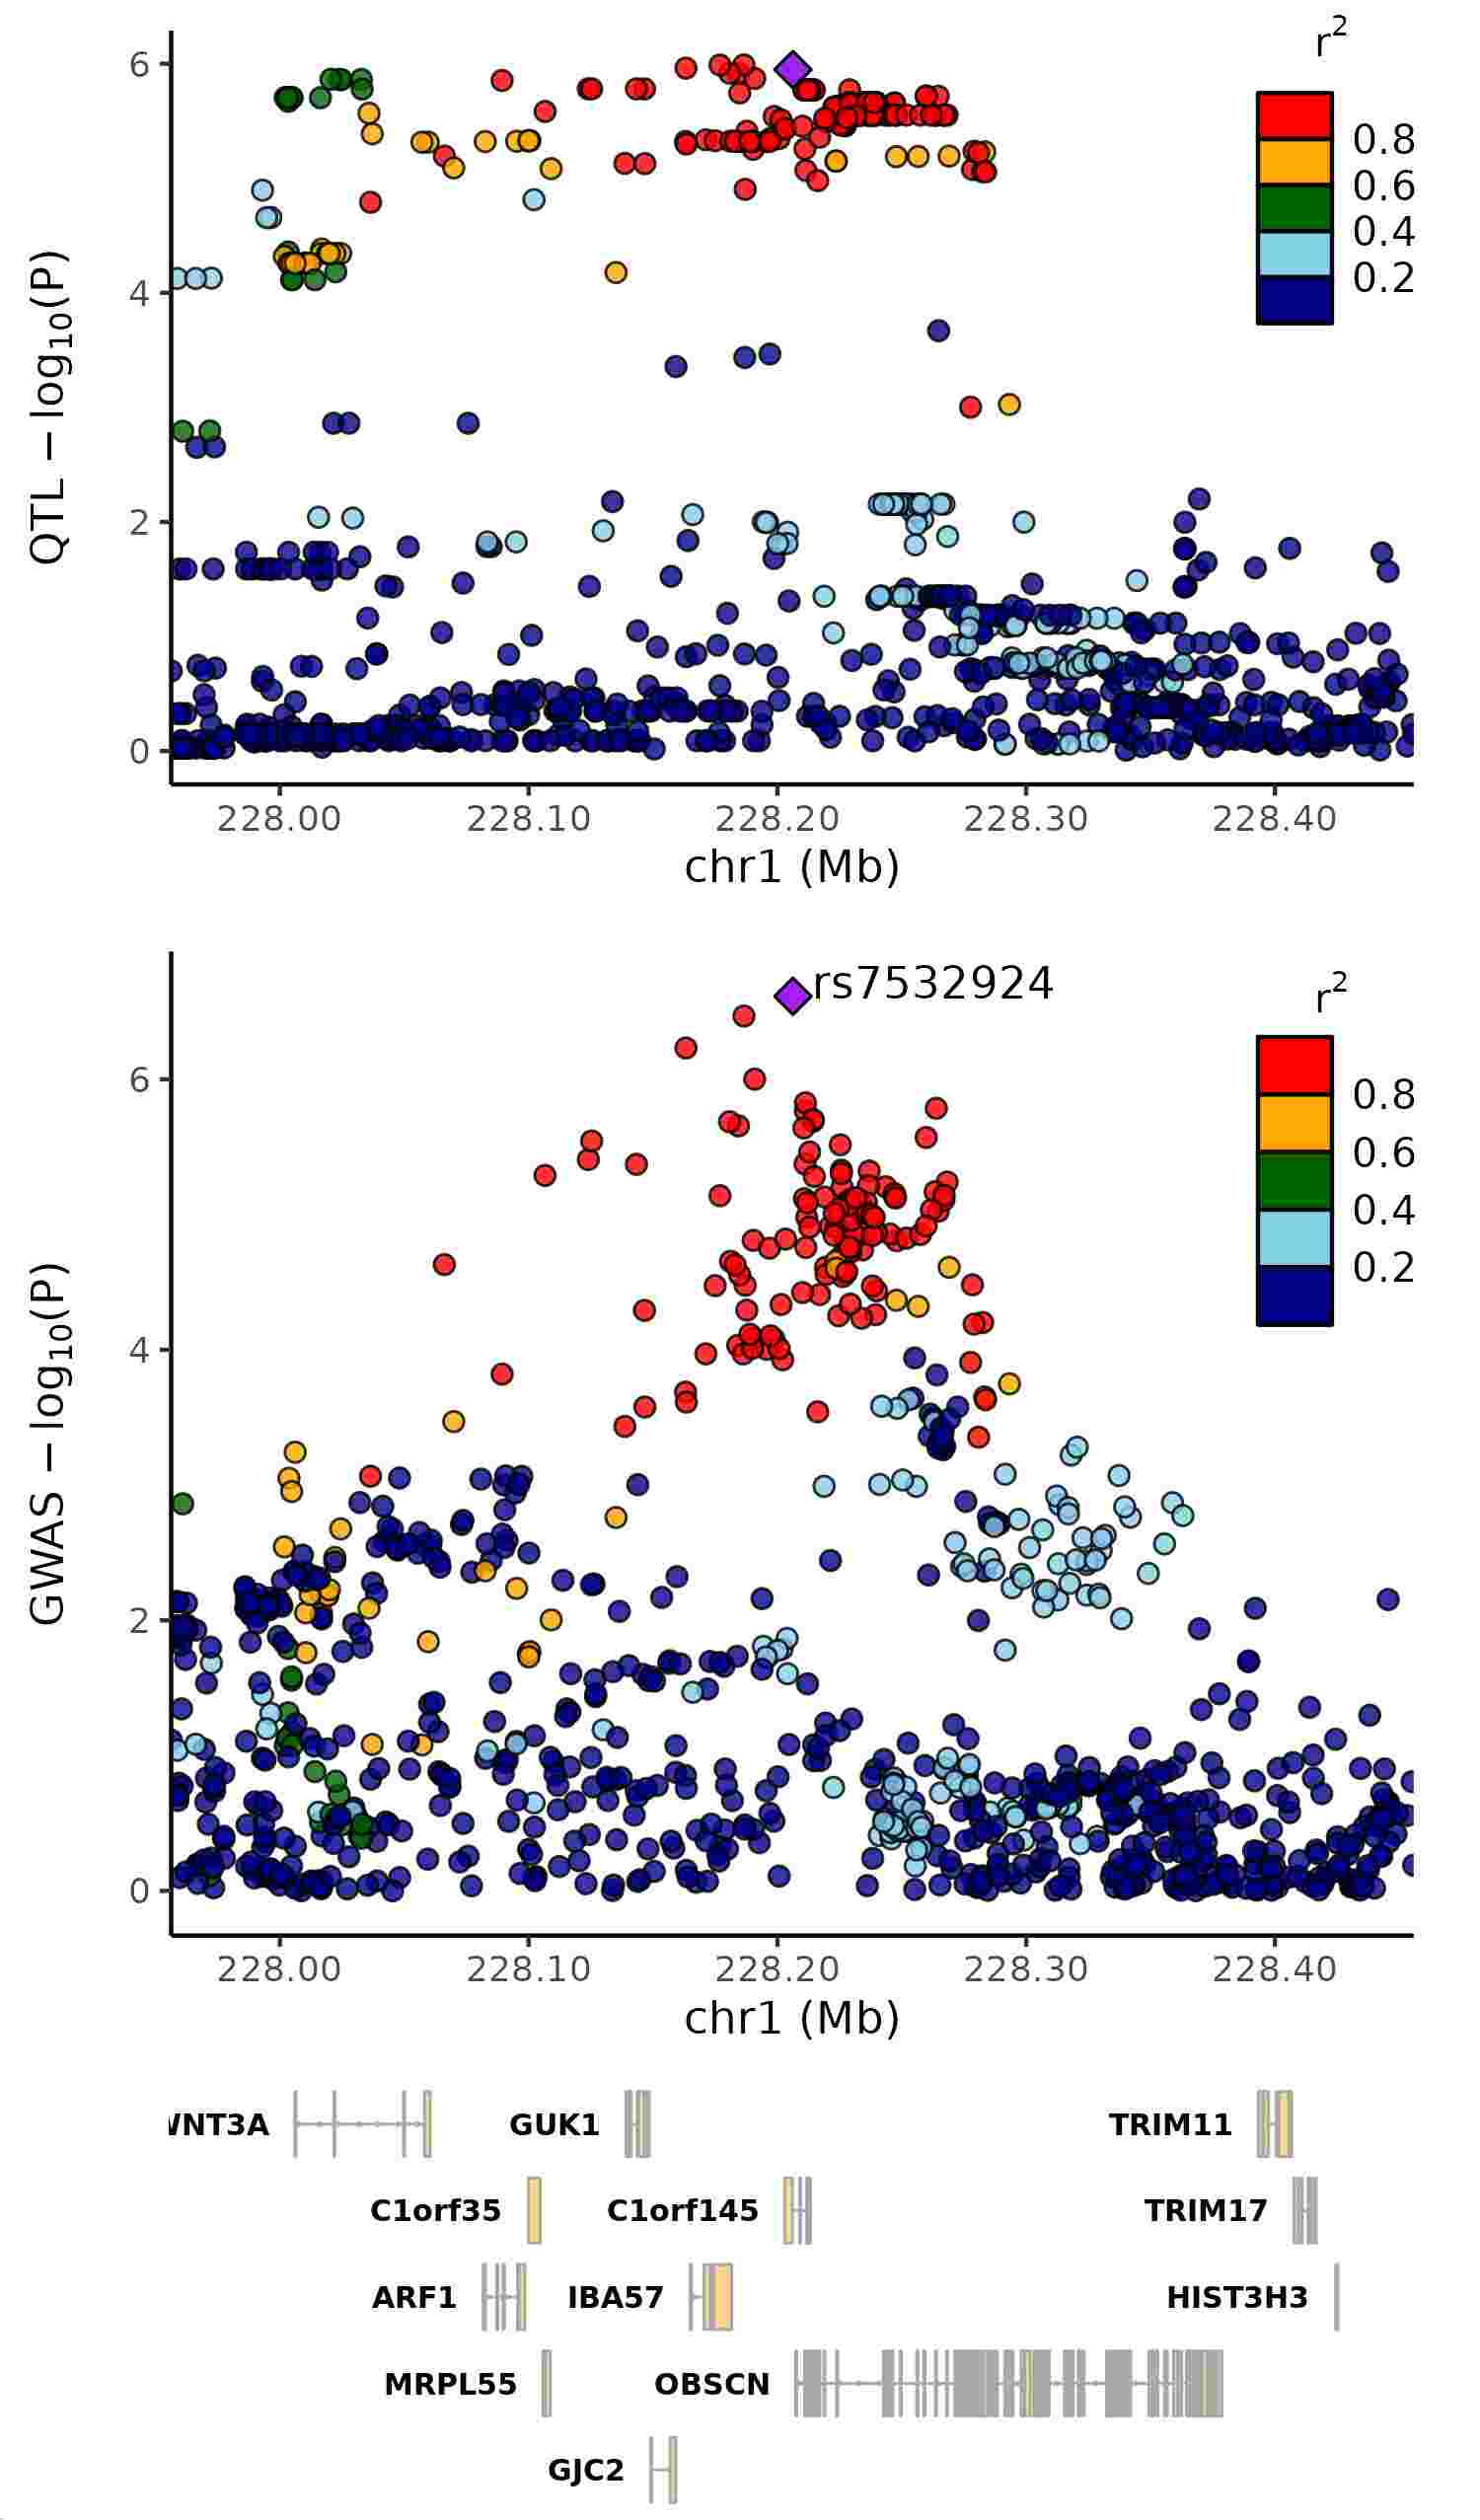 r²
6
4
2
0
QTL − log₁₀(P)
0.8
0.6
0.4
0.2
228.00 228.10 228.20 228.30 228.40
chr1 (Mb)
rs7532924
r²
6
4
2
0
GWAS − log₁₀(P)
0.8
0.6
0.4
0.2
228.00 228.10 228.20 228.30 228.40
chr1 (Mb)
WNT3A GUK1 TRIM11
C1orf35 C1orf145 TRIM17
ARF1 IBA57 HIST3H3
MRPL55 OBSCN
GJC2